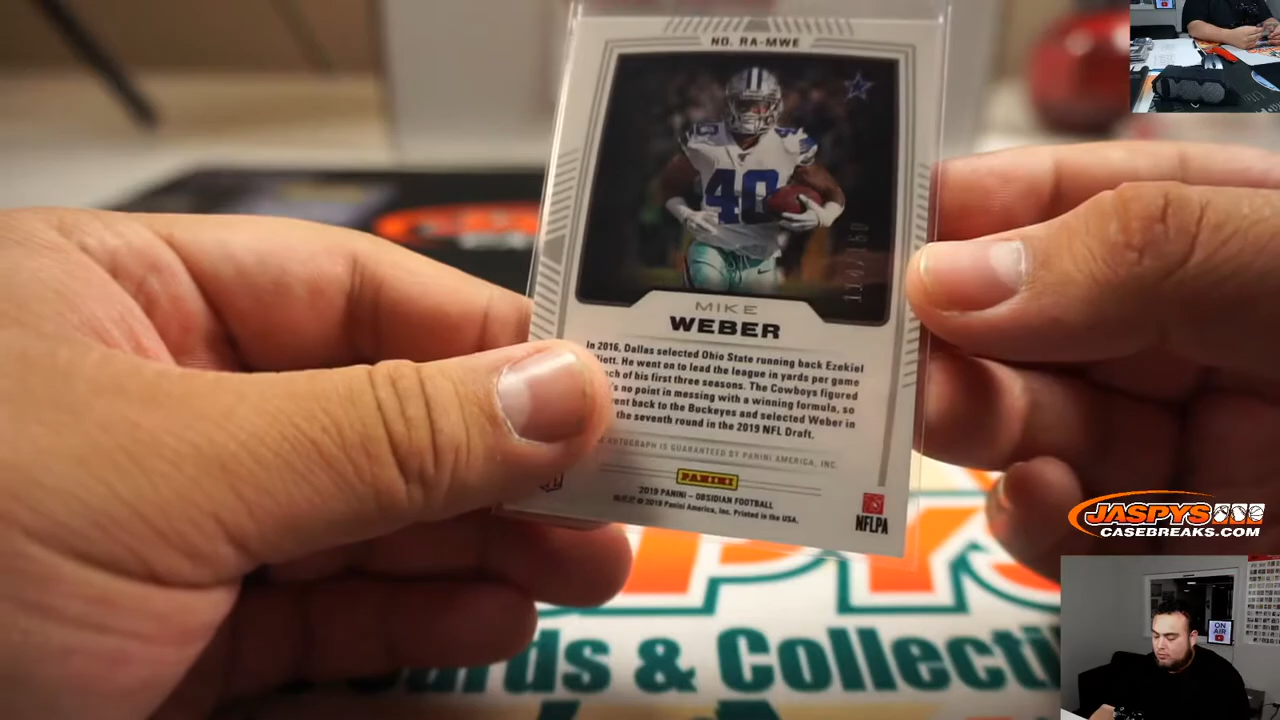 NO. RA-MWE
40
MIKE
WEBER
In 2016, Dallas selected Ohio State running back Ezekiel
He went on to lead the league in yards per game
of his first three seasons. The Cowboys figured
no point in messing with a winning formula, so
back to the Buckeyes and selected Weber in
the seventh round in the 2019 NFL Draft.
AUTOGRAPH IS GUARANTEED BY PANINI AMERICA, INC.
PANINI
2019 PANINI – OBSIDIAN FOOTBALL
© 2019 Panini America, Inc. Printed in the USA.
NFLPA
JASPYS
CASEBREAKS.COM
ON
AIR
& Collecti